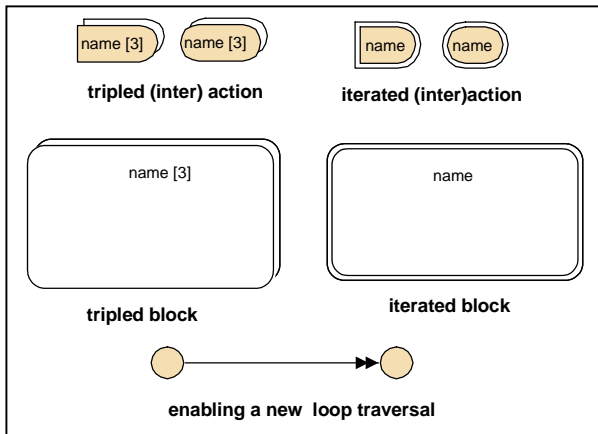 name [3]
name [3]
name
name
tripled (inter) action
iterated (inter)action
name [3]
name
tripled block
iterated block
enabling a new loop traversal